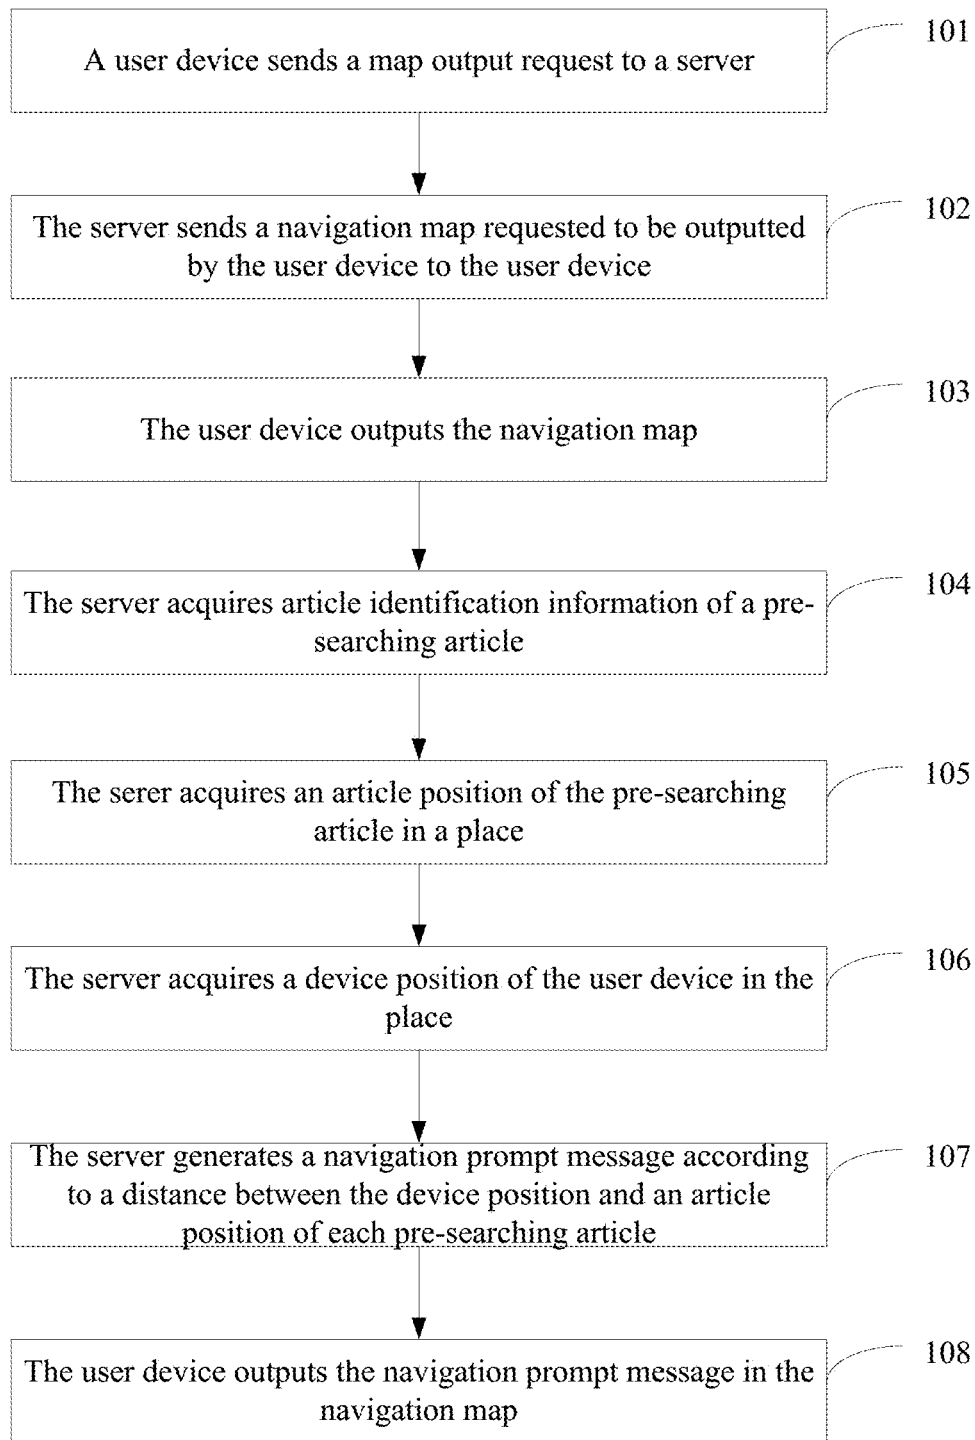 101
A user device sends a map output request to a server
102
The server sends a navigation map requested to be outputted
by the user device to the user device
103
The user device outputs the navigation map
104
The server acquires article identification information of a pre-
searching article
105
The serer acquires an article position of the pre-searching
article in a place
106
The server acquires a device position of the user device in the
place
107
The server generates a navigation prompt message according
to a distance between the device position and an article
position of each pre-searching article
108
The user device outputs the navigation prompt message in the
navigation map